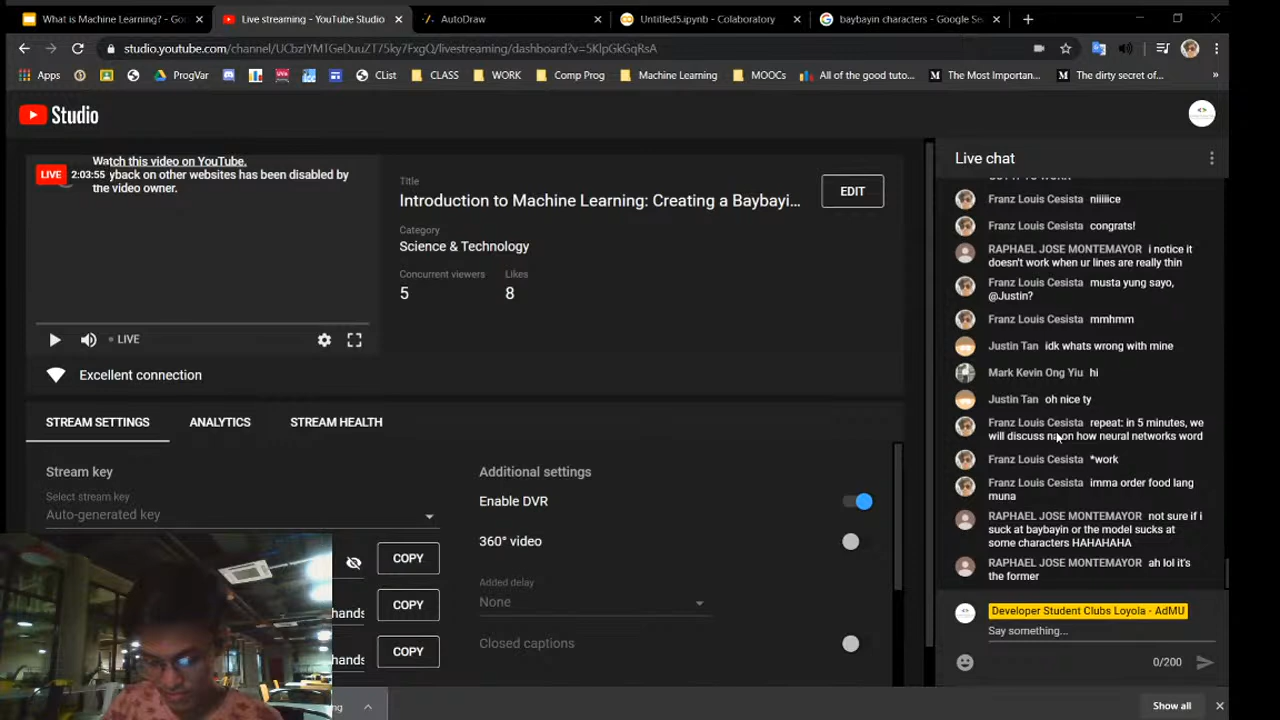 What is Machine Learning? - Goo
Live streaming - YouTube Studio
AutoDraw
Untitled5.ipynb - Colaboratory
baybayin characters - Google Se
studio.youtube.com/channel/UCbzIYMTGeDuuZT75ky7FxgQ/livestreaming/dashboard?v=5KlpGkGqRsA
Apps
ProgVar
CList
CLASS
WORK
Comp Prog
Machine Learning
MOOCs
All of the good tuto...
The Most Importan...
The dirty secret of...
»
Studio
Watch this video on YouTube.
LIVE 2:03:55 yback on other websites has been disabled by
the video owner.
LIVE
Excellent connection
Title
Introduction to Machine Learning: Creating a Baybayi...
EDIT
Category
Science & Technology
Concurrent viewers
Likes
5
8
STREAM SETTINGS
ANALYTICS
STREAM HEALTH
Stream key
Select stream key
Auto-generated key
COPY
hands
COPY
hands
COPY
Additional settings
Enable DVR
360° video
Added delay
None
Closed captions
Live chat
Franz Louis Cesista niiiiice
Franz Louis Cesista congrats!
RAPHAEL JOSE MONTEMAYOR i notice it
doesn't work when ur lines are really thin
Franz Louis Cesista musta yung sayo,
@Justin?
Franz Louis Cesista mmhmm
Justin Tan idk whats wrong with mine
Mark Kevin Ong Yiu hi
Justin Tan oh nice ty
Franz Louis Cesista repeat: in 5 minutes, we
will discuss naon how neural networks word
Franz Louis Cesista *work
Franz Louis Cesista imma order food lang
muna
RAPHAEL JOSE MONTEMAYOR not sure if i
suck at baybayin or the model sucks at
some characters HAHAHAHA
RAPHAEL JOSE MONTEMAYOR ah lol it's
the former
Developer Student Clubs Loyola - AdMU
Say something...
0/200
ng
Show all